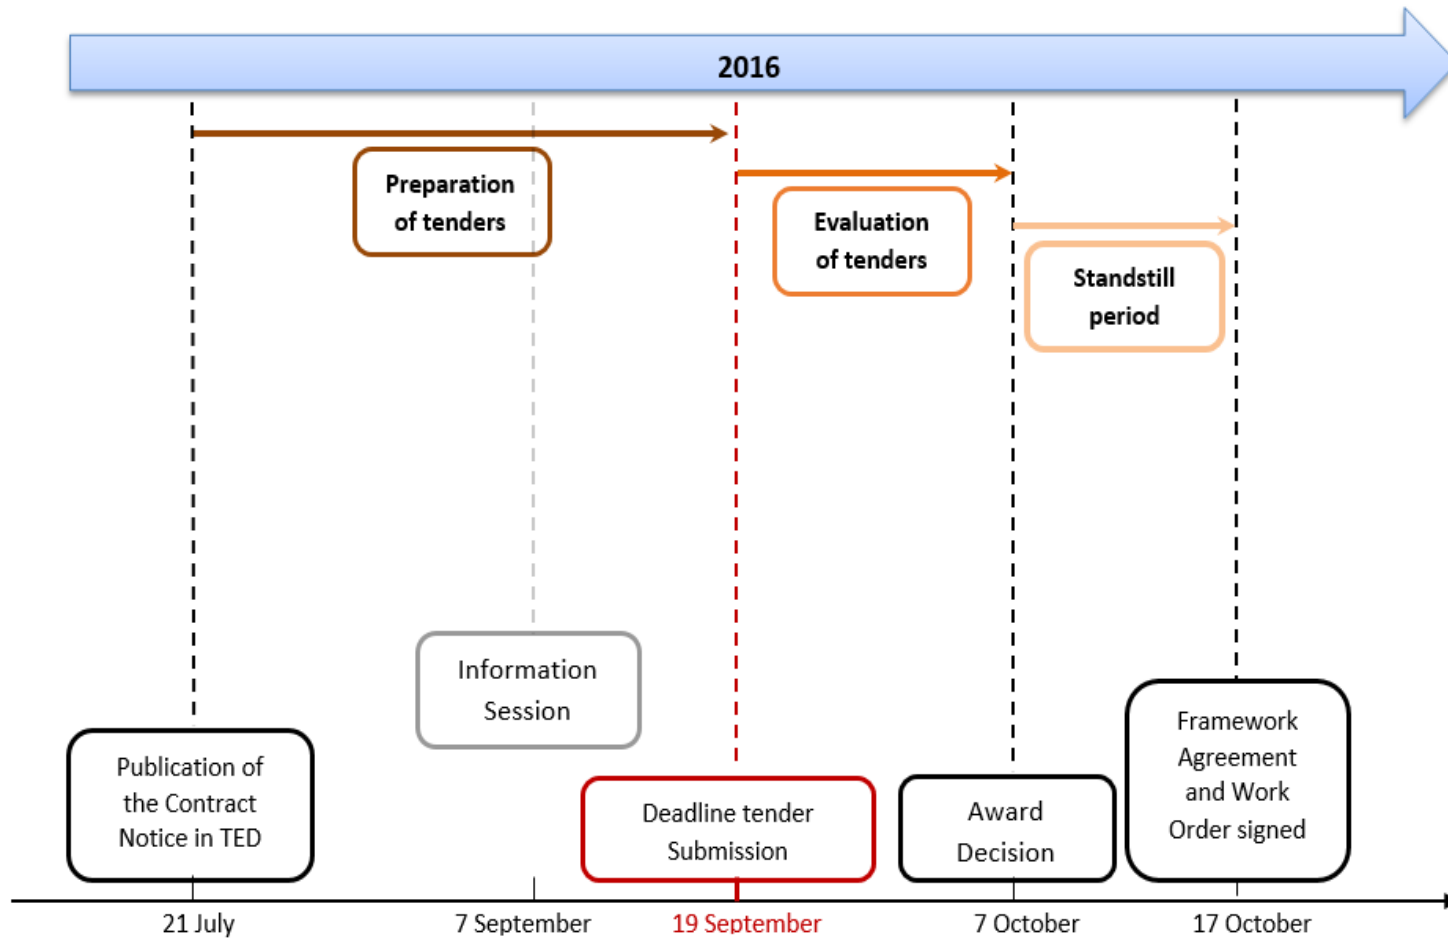 2016
Preparation
of tenders
Evaluation
of tenders
Standstill
period
Information
Session
Publication of
the Contract
Notice in TED
Deadline tender
Submission
Award
Decision
Framework
Agreement
and Work
Order signed
21 July
7 September
19 September
7 October
17 October